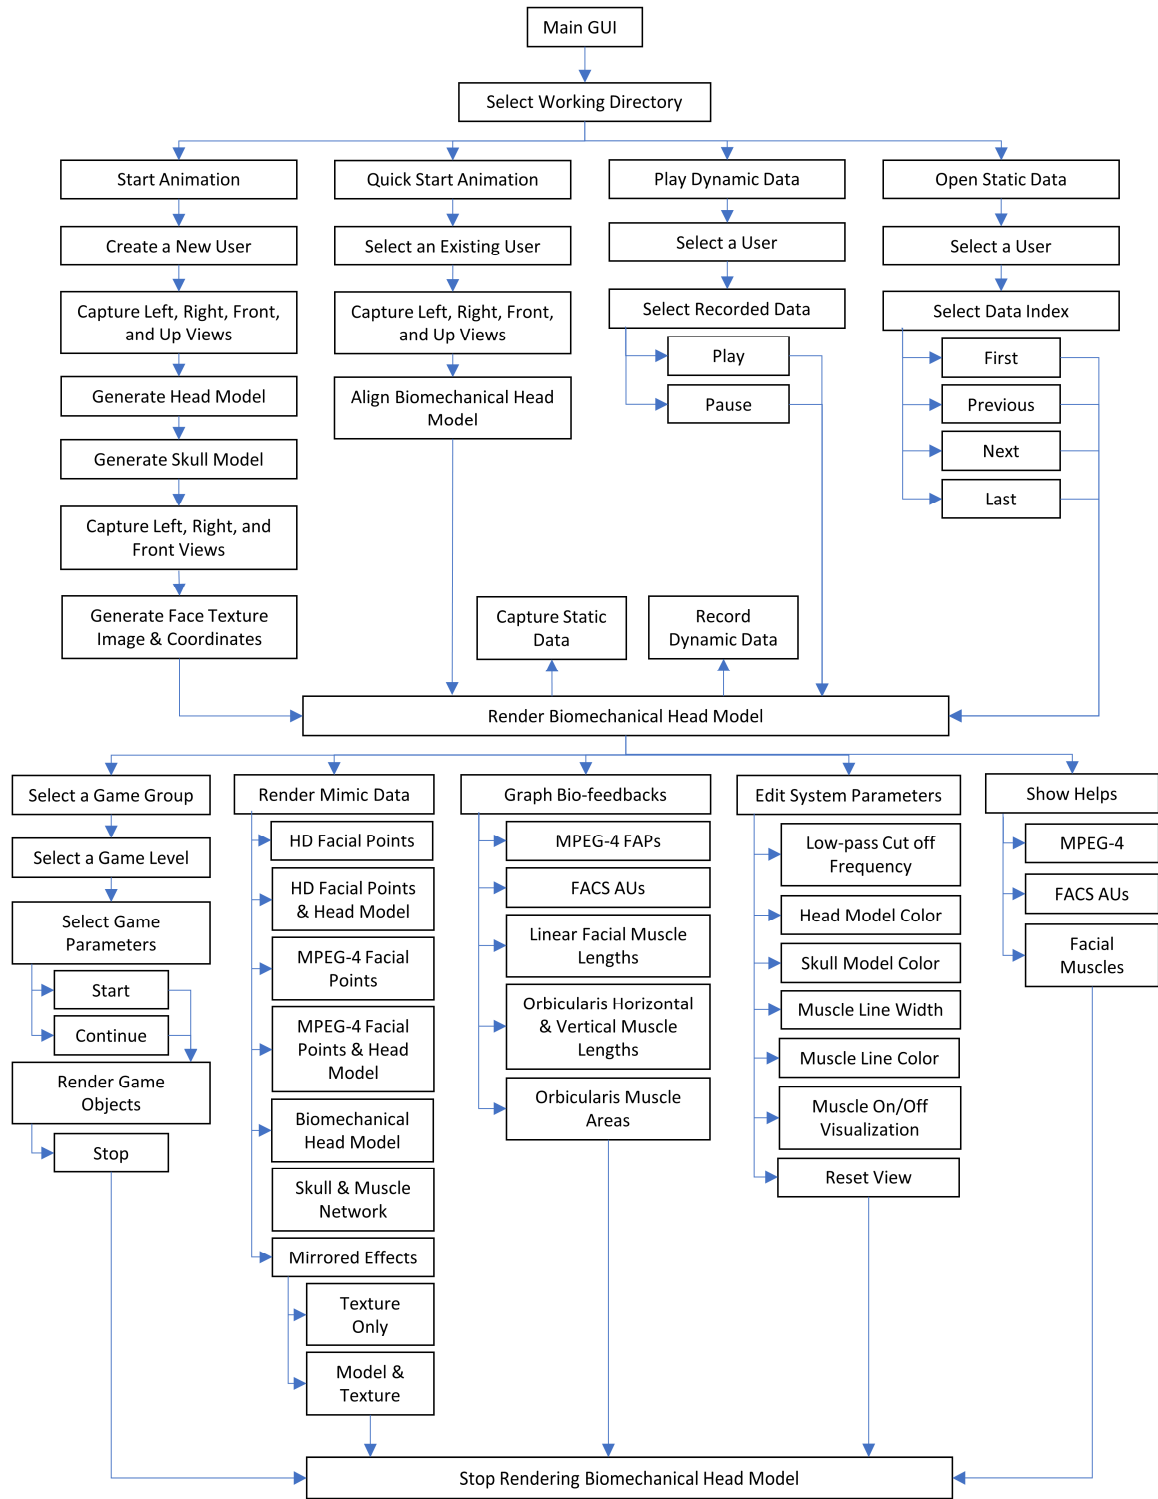 Main GUI
Select Working Directory
Start Animation
Quick Start Animation
Play Dynamic Data
Open Static Data
Create a New User
Select an Existing User
Select a User
Select a User
Capture Left, Right, Front,
and Up Views
Capture Left, Right, Front,
and Up Views
Select Recorded Data
Select Data Index
Play
First
Generate Head Model
Align Biomechanical Head
Model
Pause
Previous
Generate Skull Model
Next
Last
Capture Left, Right, and
Front Views
Generate Face Texture
Image & Coordinates
Capture Static
Data
Record
Dynamic Data
Render Biomechanical Head Model
Select a Game Group
Render Mimic Data
Graph Bio-feedbacks
Edit System Parameters
Show Helps
Select a Game Level
Select Game
Parameters
Start
Continue
Render Game
Objects
Stop
HD Facial Points
HD Facial Points
& Head Model
MPEG-4 Facial
Points
MPEG-4 Facial
Points & Head
Model
Biomechanical
Head Model
Skull & Muscle
Network
Mirrored Effects
Texture
Only
Model &
Texture
MPEG-4 FAPs
FACS AUs
Linear Facial Muscle
Lengths
Orbicularis Horizontal
& Vertical Muscle
Lengths
Orbicularis Muscle
Areas
Low-pass Cut off
Frequency
Head Model Color
Skull Model Color
Muscle Line Width
Muscle Line Color
Muscle On/Off
Visualization
Reset View
MPEG-4
FACS AUs
Facial
Muscles
Stop Rendering Biomechanical Head Model